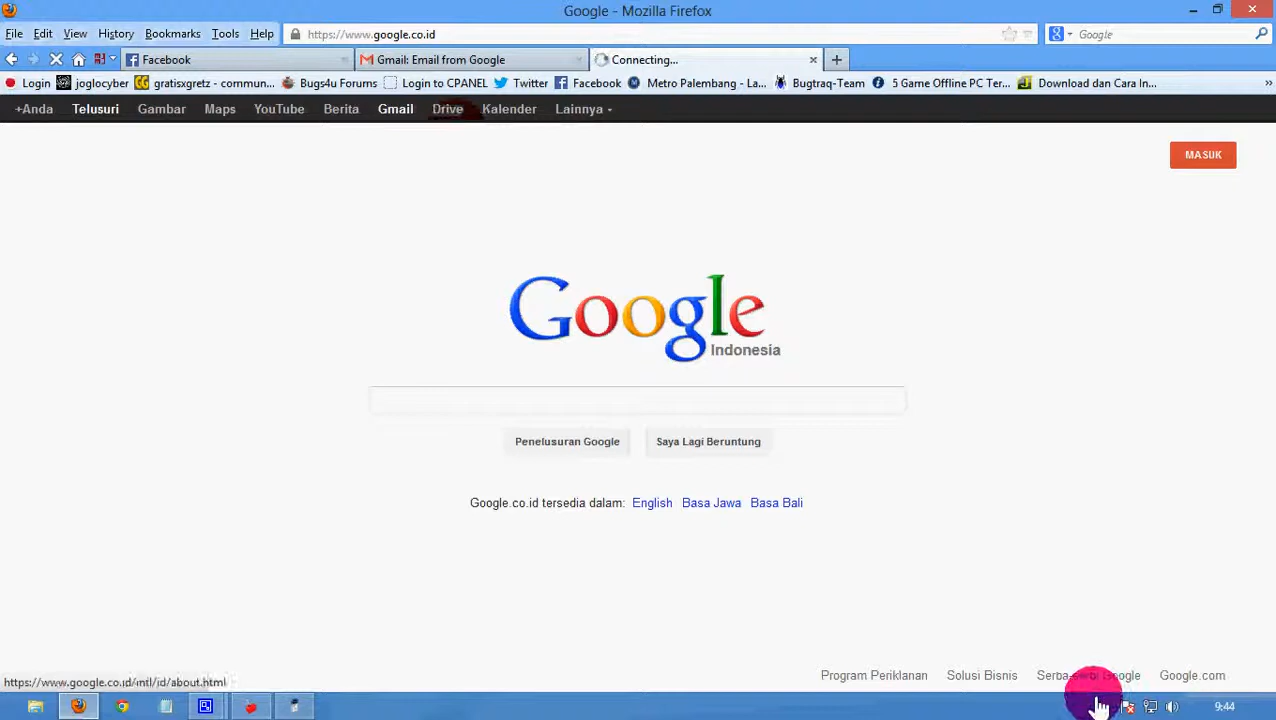 Google - Mozilla Firefox
File Edit View History Bookmarks Tools Help https://www.google.co.id Google
Facebook Gmail: Email from Google Connecting...
Login joglocyber gratisxgretz - commun... Bugs4u Forums Login to CPANEL Twitter Facebook Metro Palembang - La... Bugtraq-Team 5 Game Offline PC Ter... Download dan Cara In... »
+Anda Telusuri Gambar Maps YouTube Berita Gmail Drive Kalender Lainnya
MASUK
Google
Indonesia
Penelusuran Google Saya Lagi Beruntung
Google.co.id tersedia dalam: English Basa Jawa Basa Bali
Program Periklanan Solusi Bisnis Serba-serbi Google Google.com
https://www.google.co.id/intl/id/about.html
9:44